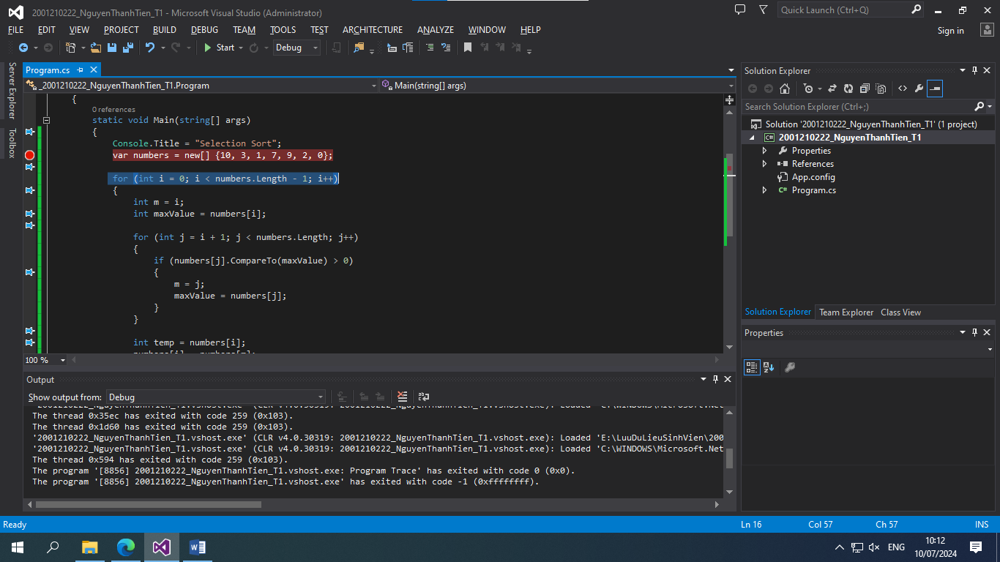 2001210222_NguyenThanhTien_T1 - Microsoft Visual Studio (Administrator)
Quick Launch (Ctrl+Q)
FILE EDIT VIEW PROJECT BUILD DEBUG TEAM TOOLS TEST ARCHITECTURE ANALYZE WINDOW HELP
Sign in
Start Debug
Server Explorer
Toolbox
Program.cs
_2001210222_NguyenThanhTien_T1.Program
Main(string[] args)
{
0 references
static void Main(string[] args)
{
Console.Title = "Selection Sort";
var numbers = new[] {10, 3, 1, 7, 9, 2, 0};
for (int i = 0; i < numbers.Length - 1; i++)
{
int m = i;
int maxValue = numbers[i];
for (int j = i + 1; j < numbers.Length; j++)
{
if (numbers[j].CompareTo(maxValue) > 0)
{
m = j;
maxValue = numbers[j];
}
}
int temp = numbers[i];
100 %
Output
Show output from: Debug
The thread 0x35ec has exited with code 259 (0x103).
The thread 0x1d60 has exited with code 259 (0x103).
'2001210222_NguyenThanhTien_T1.vshost.exe' (CLR v4.0.30319: 2001210222_NguyenThanhTien_T1.vshost.exe): Loaded 'E:\LuuDuLieuSinhVien\200
'2001210222_NguyenThanhTien_T1.vshost.exe' (CLR v4.0.30319: 2001210222_NguyenThanhTien_T1.vshost.exe): Loaded 'C:\WINDOWS\Microsoft.Net
The thread 0x594 has exited with code 259 (0x103).
The program '[8856] 2001210222_NguyenThanhTien_T1.vshost.exe: Program Trace' has exited with code 0 (0x0).
The program '[8856] 2001210222_NguyenThanhTien_T1.vshost.exe' has exited with code -1 (0xffffffff).
Solution Explorer
Search Solution Explorer (Ctrl+;)
Solution '2001210222_NguyenThanhTien_T1' (1 project)
C# 2001210222_NguyenThanhTien_T1
Properties
References
App.config
C# Program.cs
Solution Explorer Team Explorer Class View
Properties
Ready
Ln 16 Col 57 Ch 57 INS
ENG
10:12
10/07/2024